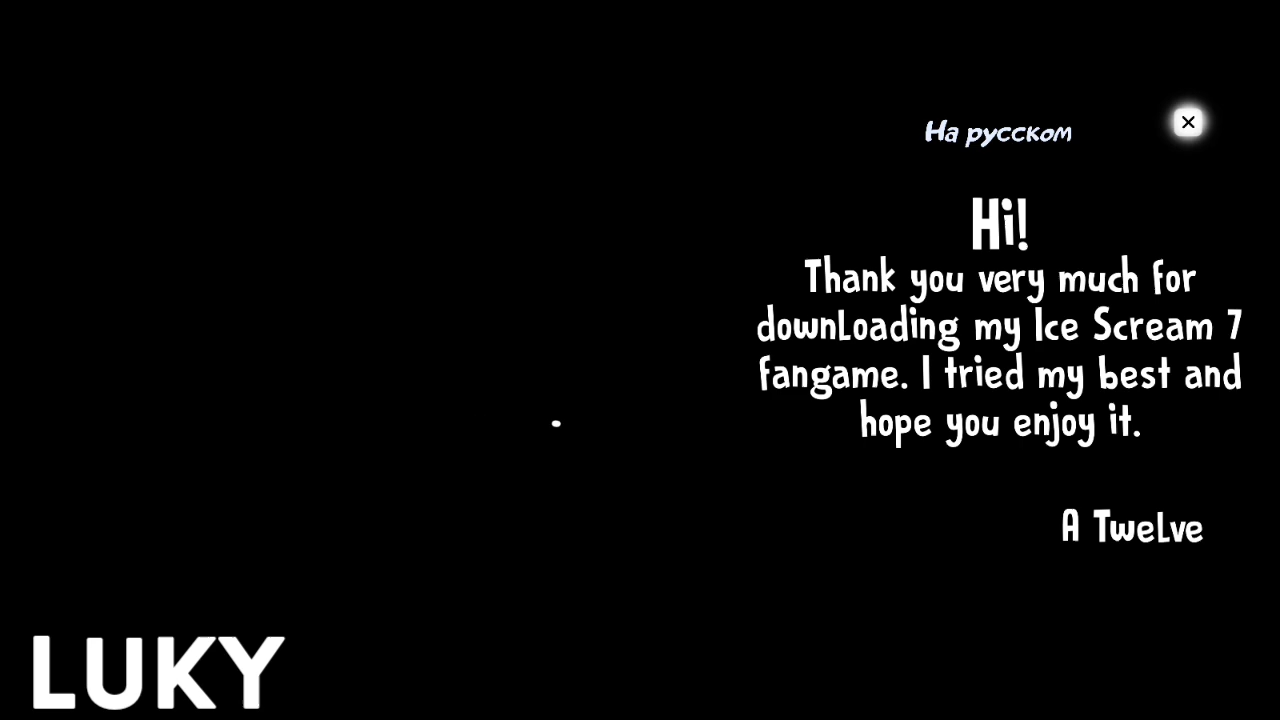 На русском
Hi!
Thank you very much for
downloading my Ice Scream 7
fangame. I tried my best and
hope you enjoy it.
A Twelve
LUKY